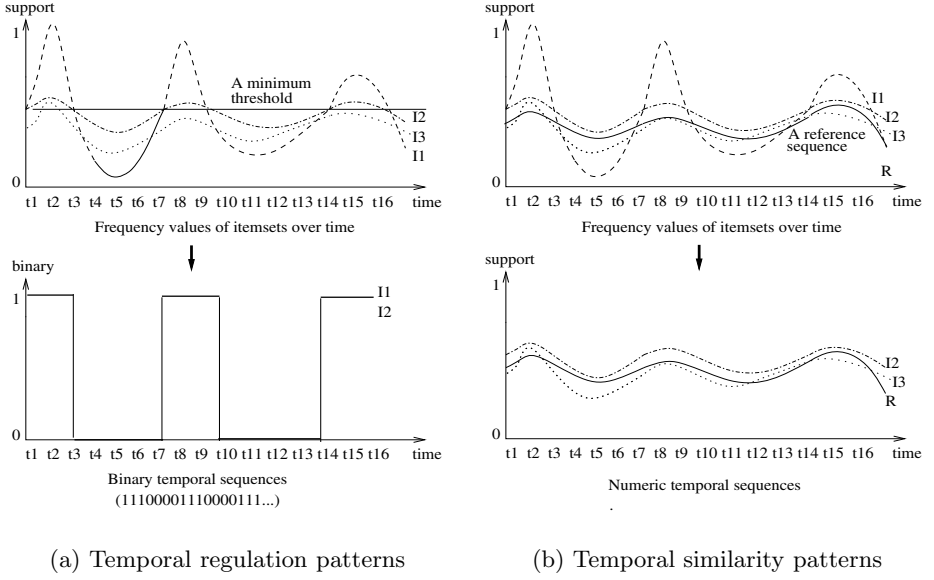 support
1
A minimum
threshold
I2
I3
I1
0
t1 t2 t3 t4 t5 t6 t7 t8 t9 t10 t11 t12 t13 t14 t15 t16 time
Frequency values of itemsets over time
binary
1
I1
I2
0
t1 t2 t3 t4 t5 t6 t7 t8 t9 t10 t11 t12 t13 t14 t15 t16 time
Binary temporal sequences
(11100001110000111...)
(a) Temporal regulation patterns
support
1
I1
I2
A reference
sequence
I3
R
0
t1 t2 t3 t4 t5 t6 t7 t8 t9 t10 t11 t12 t13 t14 t15 t16 time
Frequency values of itemsets over time
support
1
I2
I3
R
0
t1 t2 t3 t4 t5 t6 t7 t8 t9 t10 t11 t12 t13 t14 t15 t16 time
Numeric temporal sequences
.
(b) Temporal similarity patterns